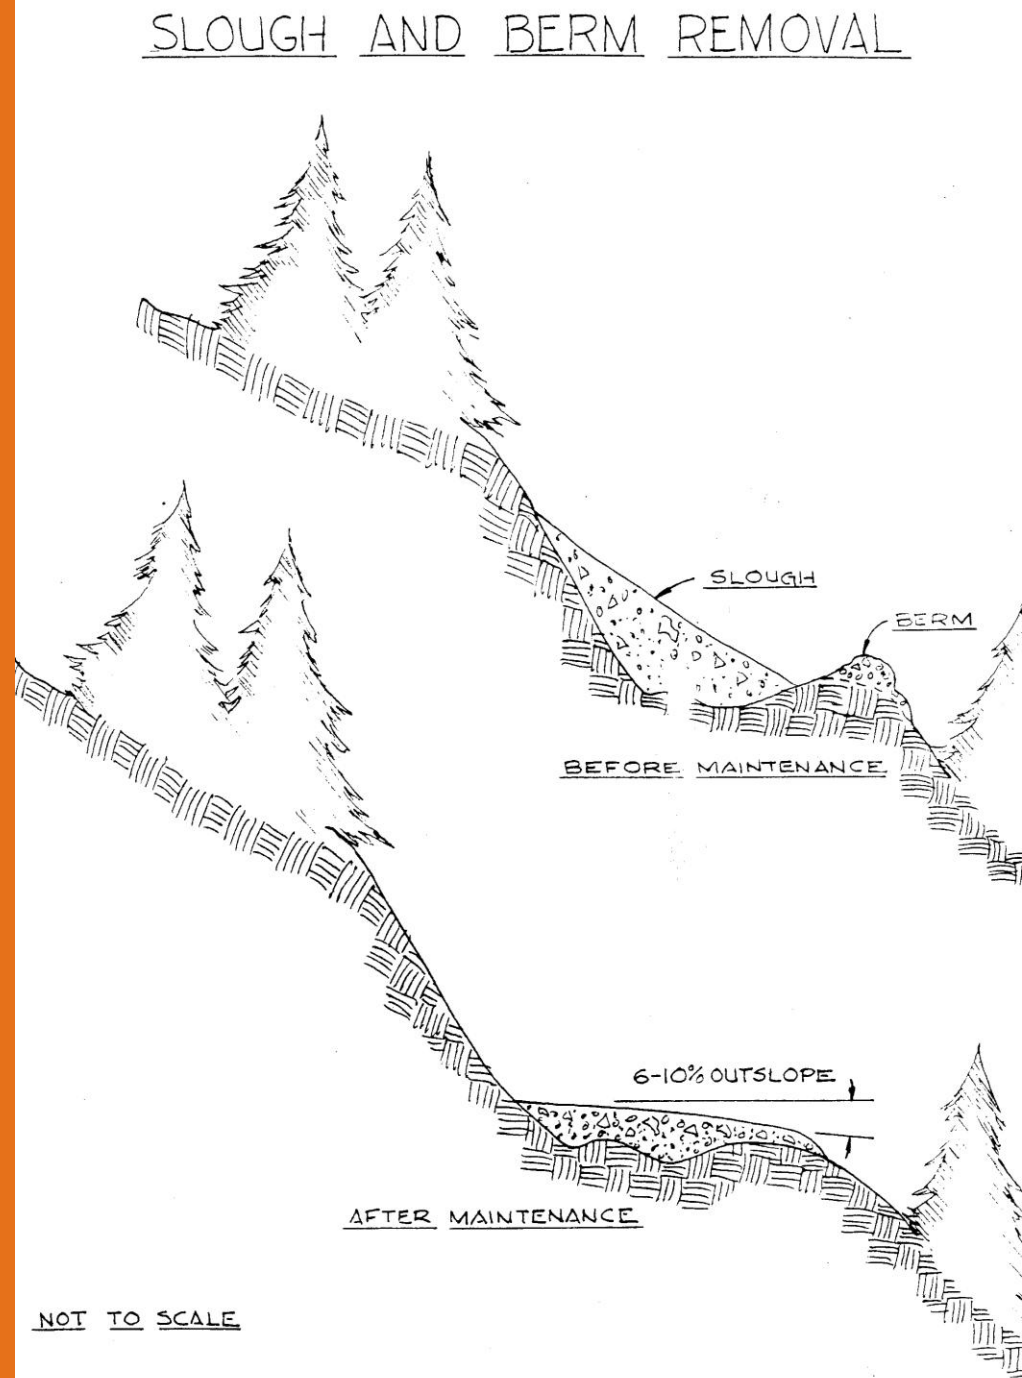 SLOUGH AND BERM REMOVAL
SLOUGH
BERM
BEFORE MAINTENANCE
6-10% OUTSLOPE
AFTER MAINTENANCE
NOT TO SCALE